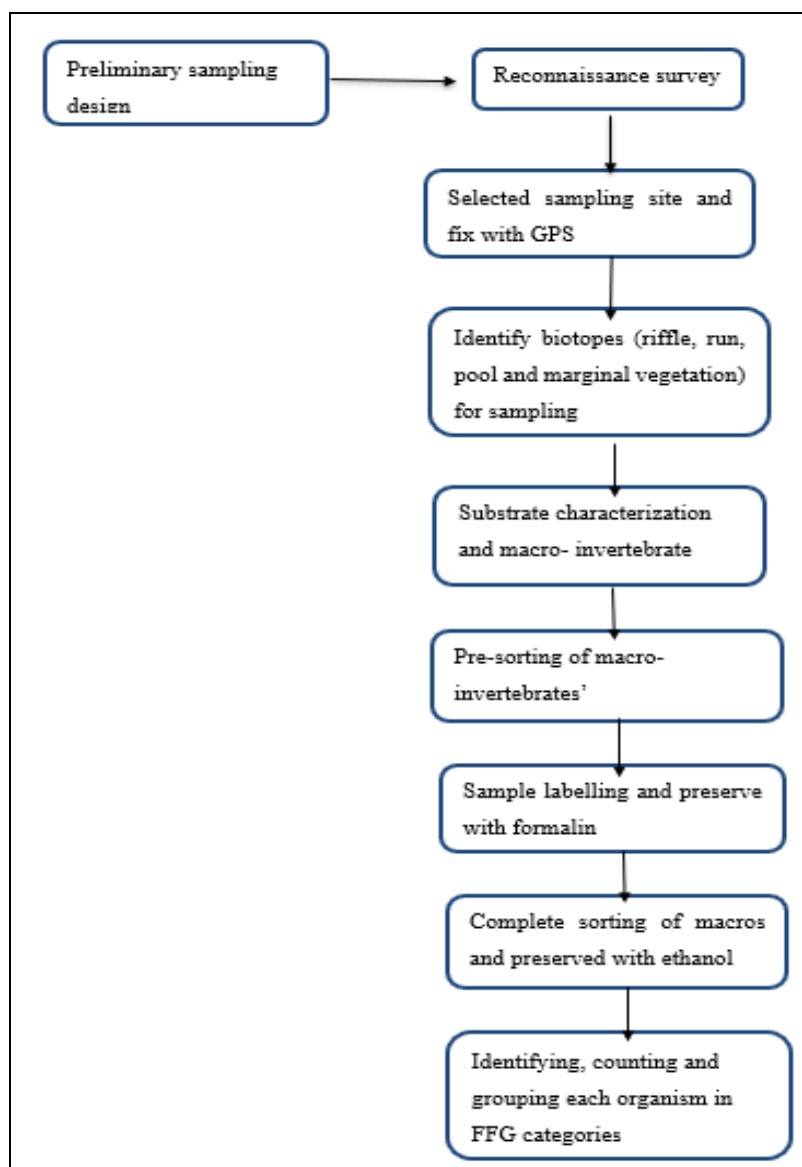 Preliminary sampling
design
Reconnaissance survey
Selected sampling site and
fix with GPS
Identify biotopes (riffle, run,
pool and marginal vegetation)
for sampling
Substrate characterization
and macro- invertebrate
Pre-sorting of macro-
invertebrates’
Sample labelling and preserve
with formalin
Complete sorting of macros
and preserved with ethanol
Identifying, counting and
grouping each organism in
FFG categories